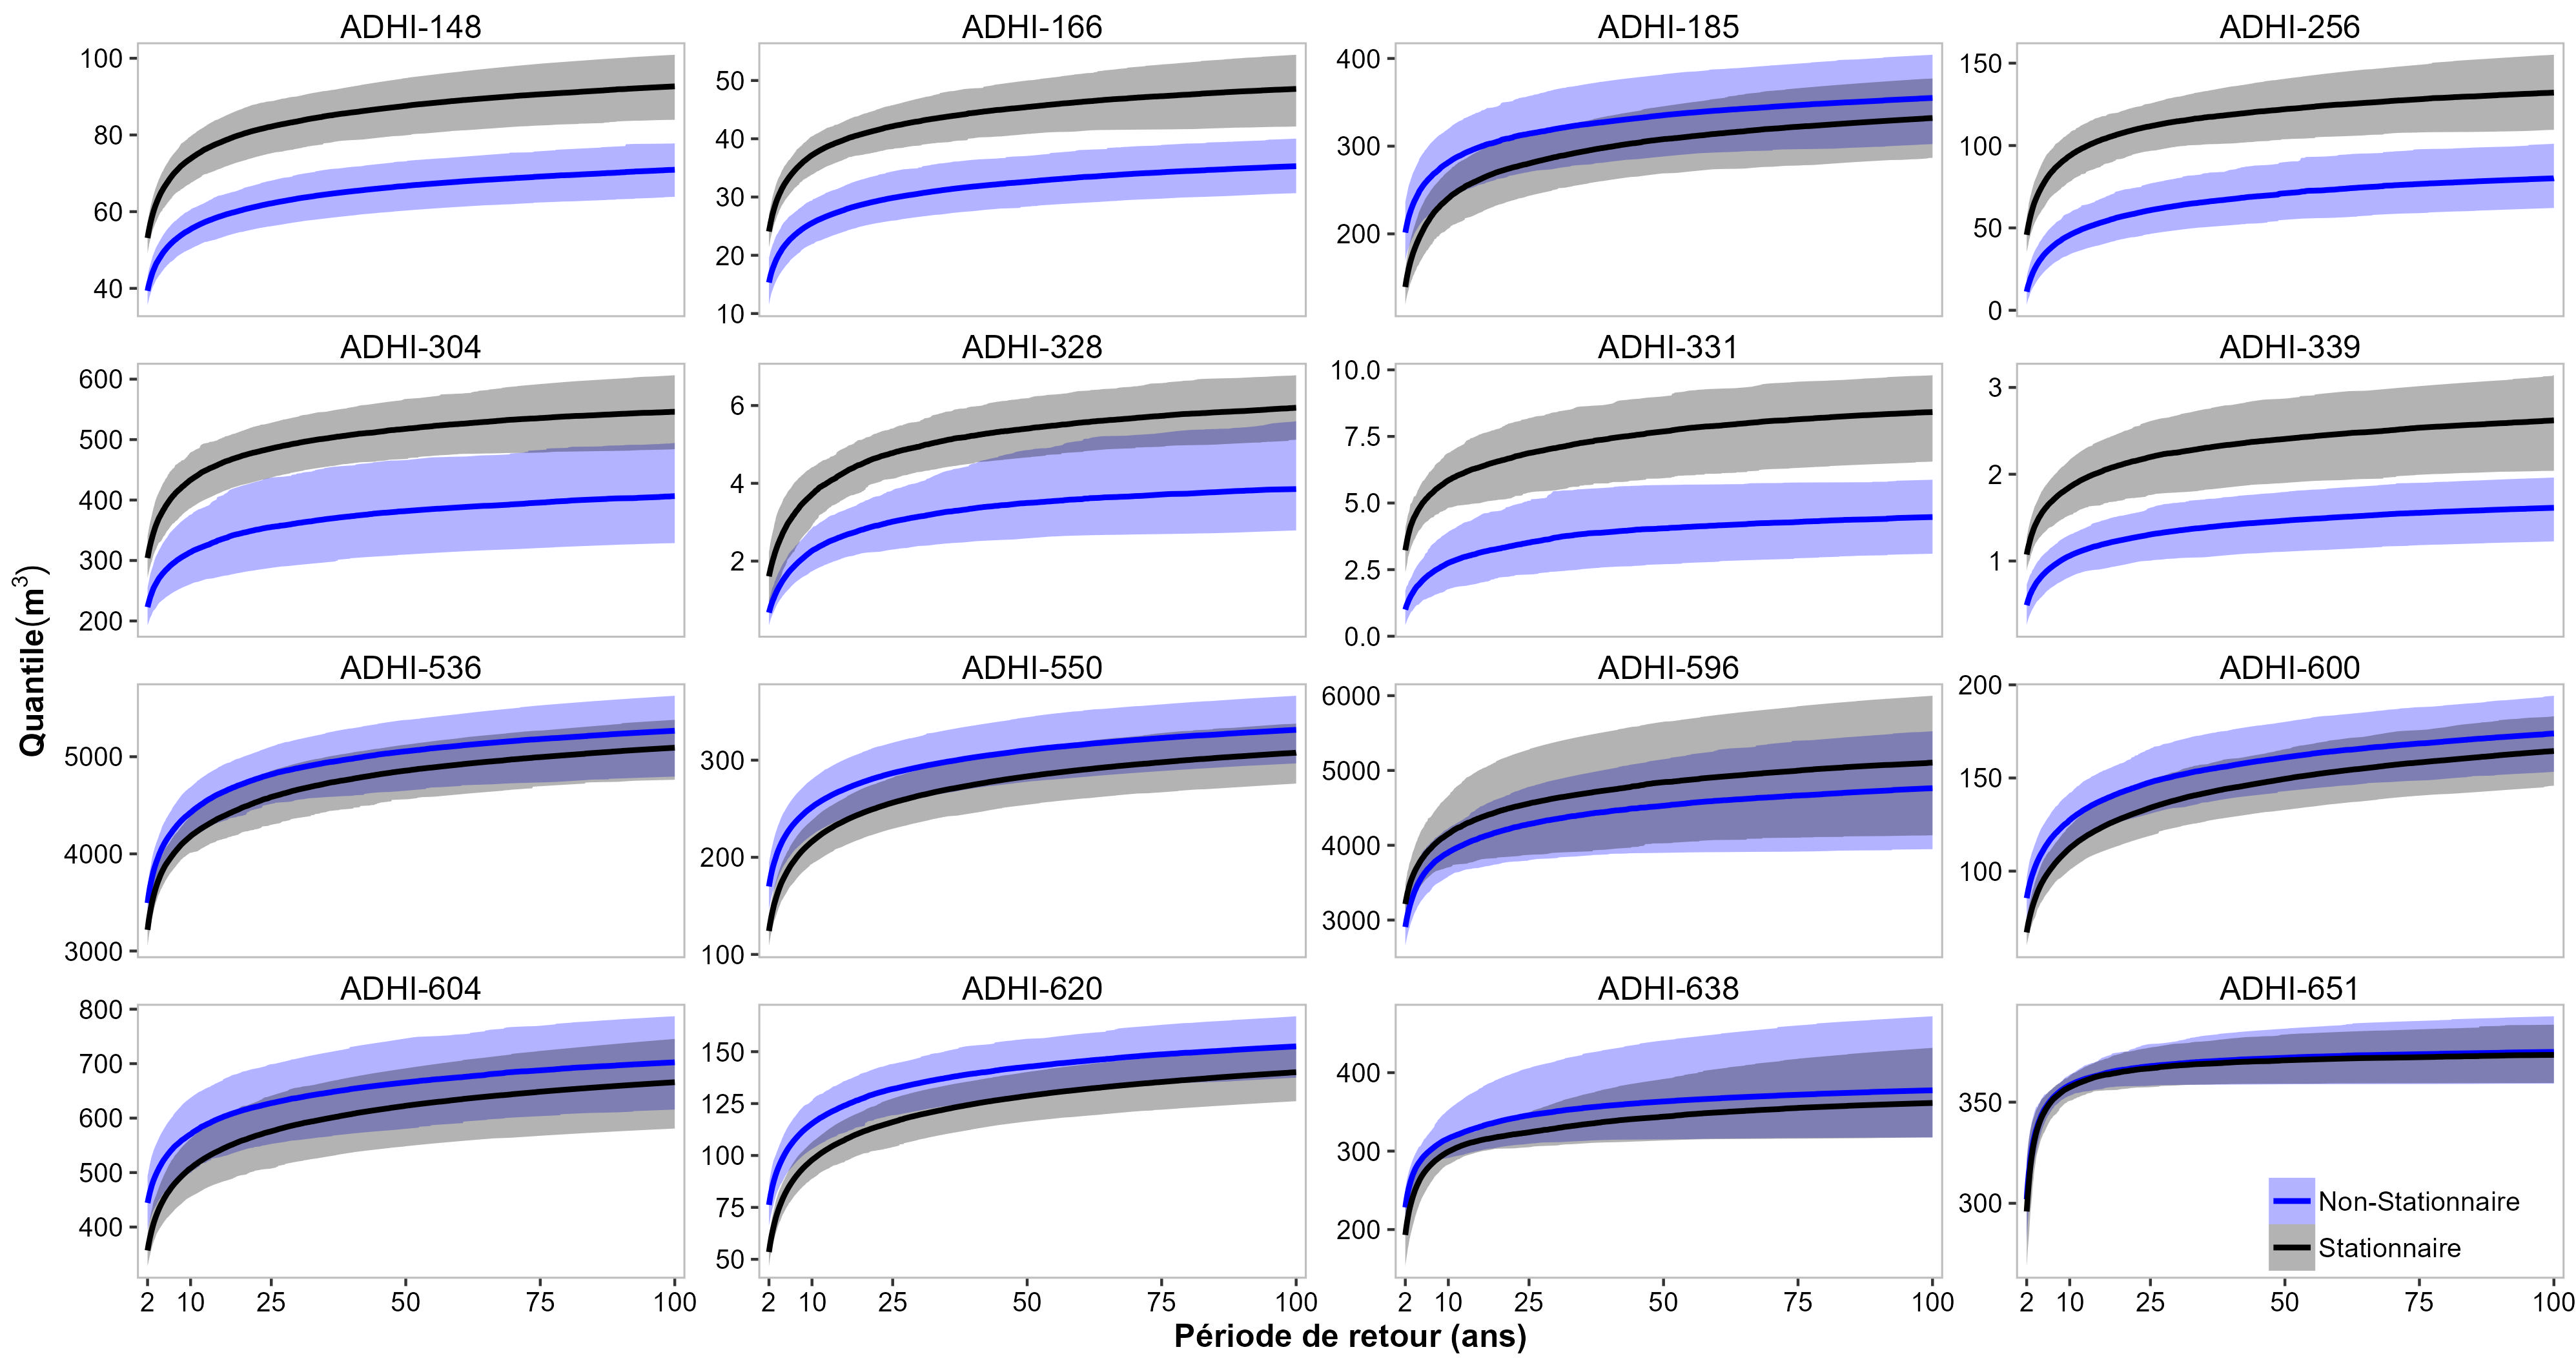 ADHI-148 ADHI-166 ADHI-185 ADHI-256
100 80 60 40
50 40 30 20 10
400 300 200
150 100 50 0
ADHI-304 ADHI-328 ADHI-331 ADHI-339
600 500 400 300 200
6 4 2
10.0 7.5 5.0 2.5 0.0
3 2 1
Quantile(m³)
ADHI-536 ADHI-550 ADHI-596 ADHI-600
5000 4000 3000
300 200 100
6000 5000 4000 3000
200 150 100
ADHI-604 ADHI-620 ADHI-638 ADHI-651
800 700 600 500 400
150 125 100 75 50
400 300 200
350 300
Non-Stationnaire
Stationnaire
2 10 25 50 75 100 2 10 25 50 75 100 2 10 25 50 75 100 2 10 25 50 75 100
Période de retour (ans)